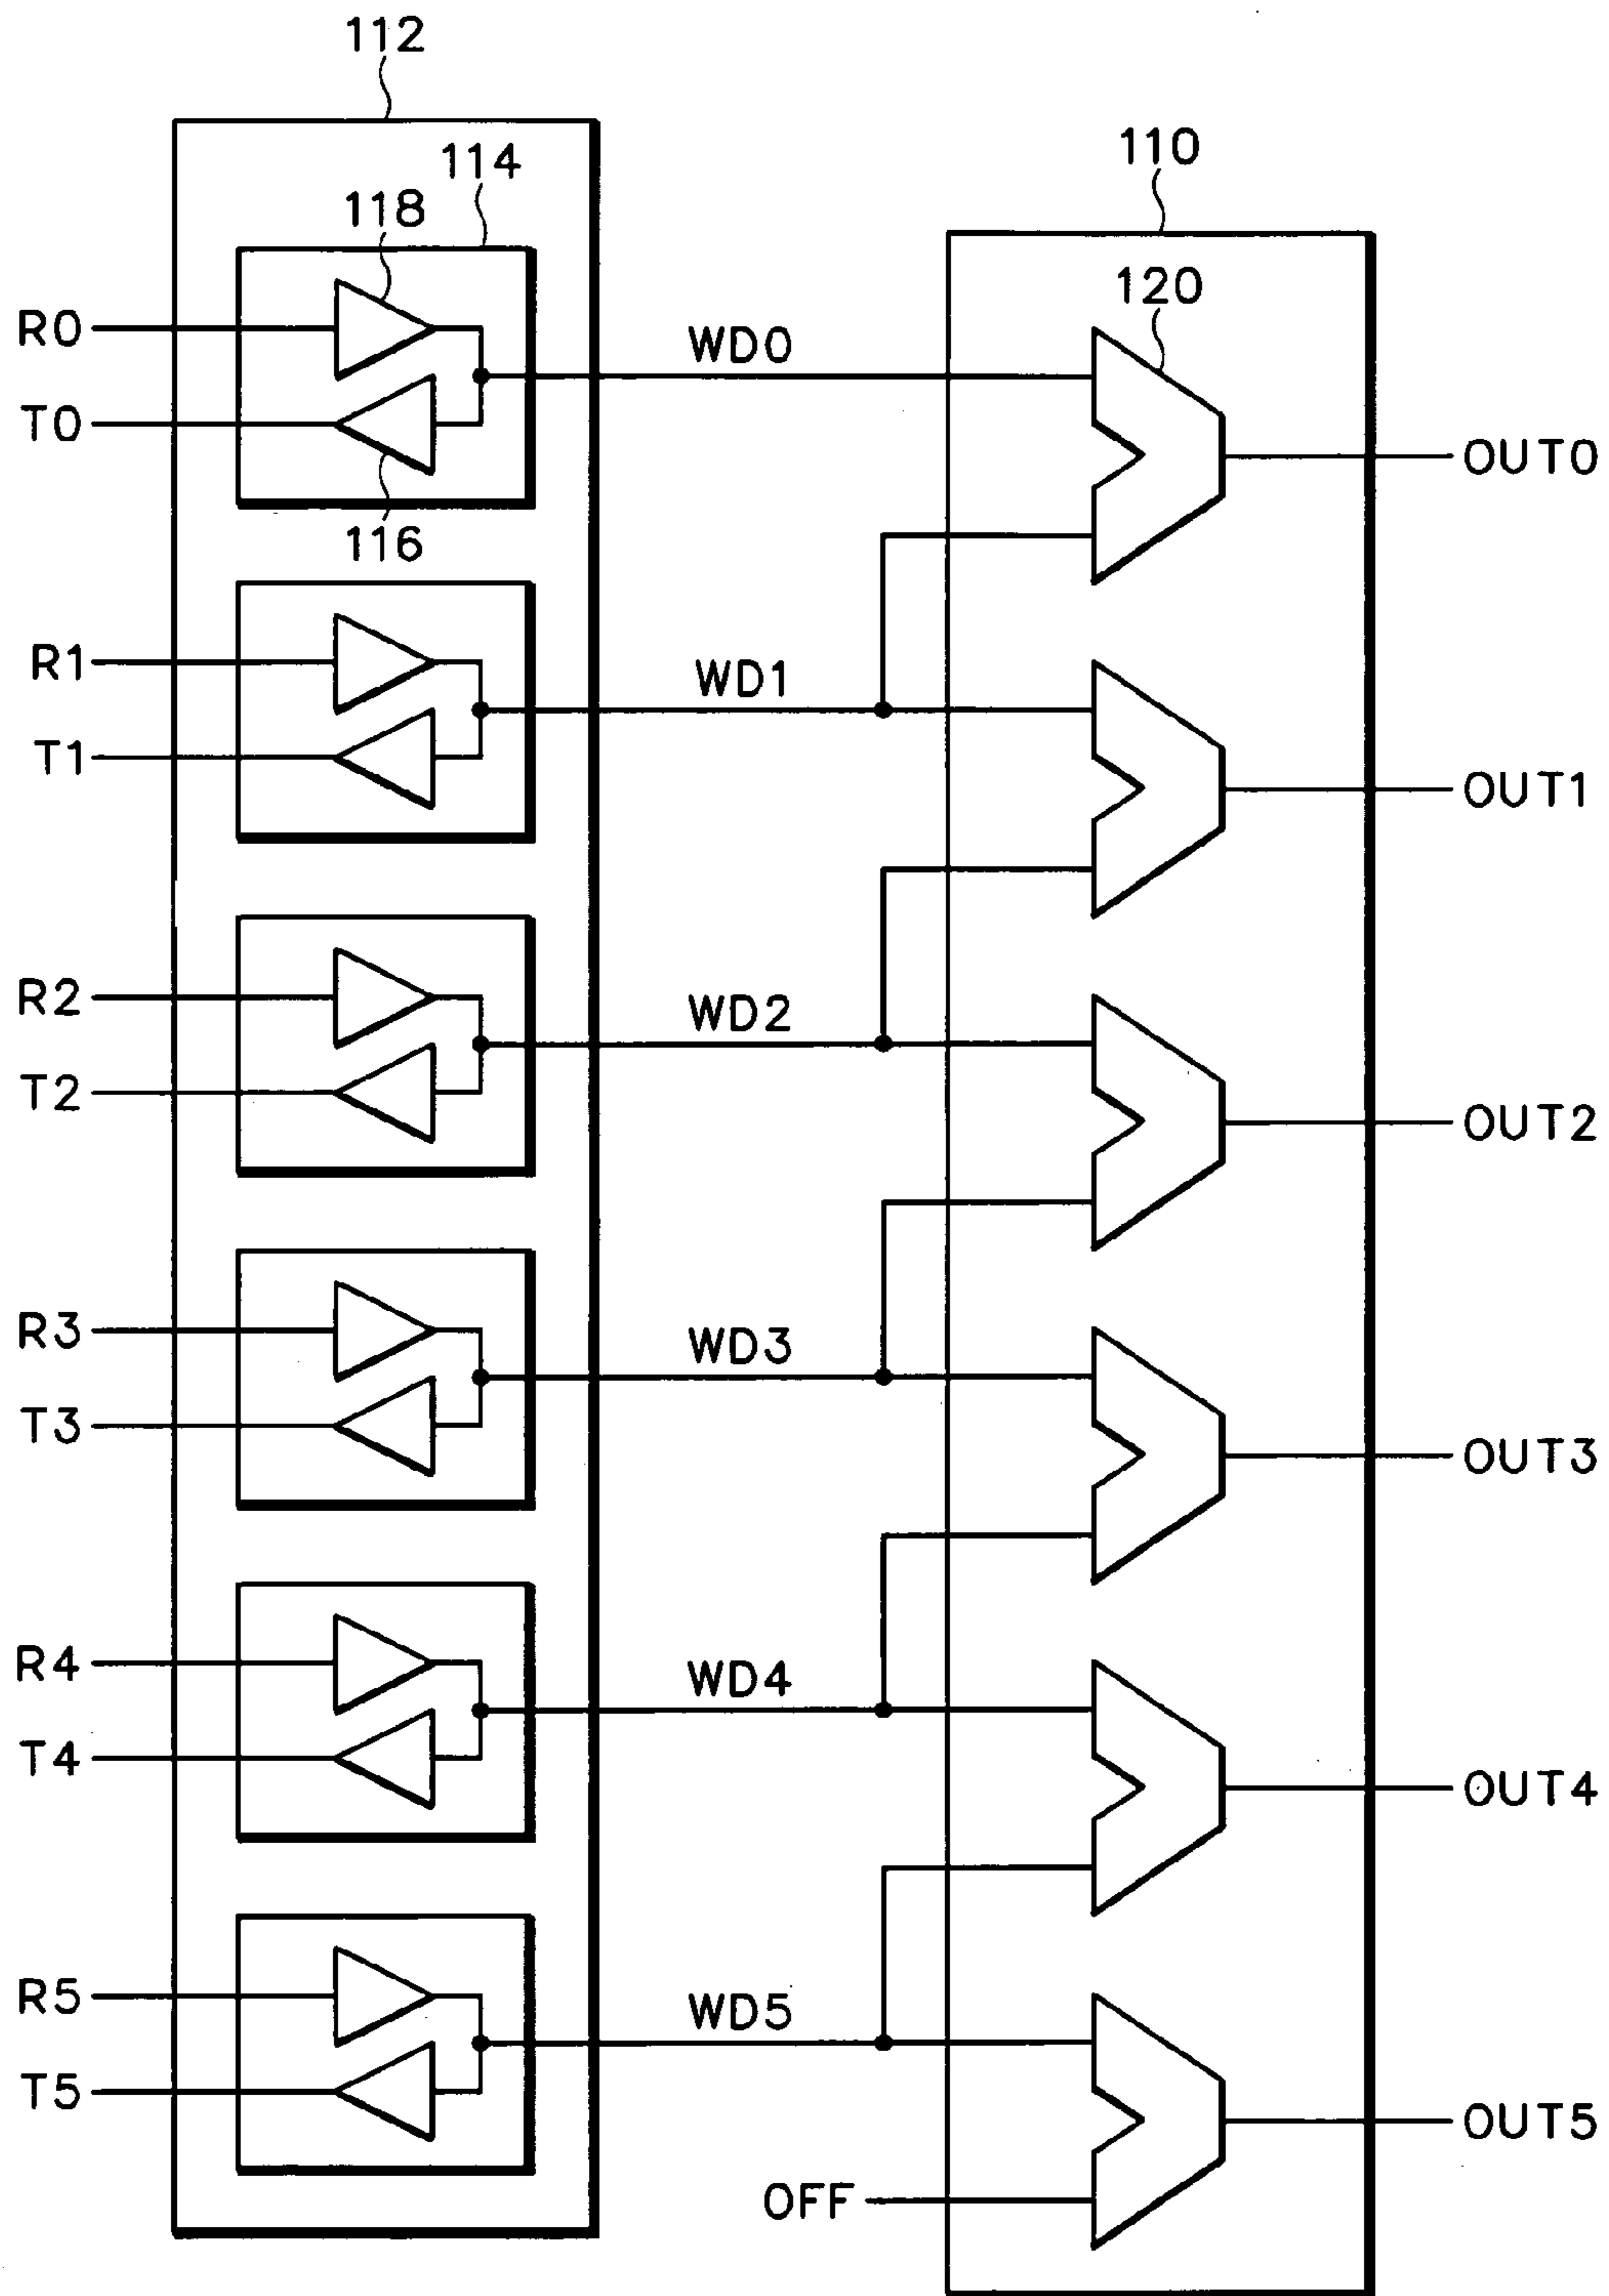 112
114
110
118
120
R0
WD0
T0
OUT0
116
R1
WD1
T1
OUT1
R2
WD2
T2
OUT2
R3
WD3
T3
OUT3
R4
WD4
T4
OUT4
R5
WD5
T5
OUT5
OFF